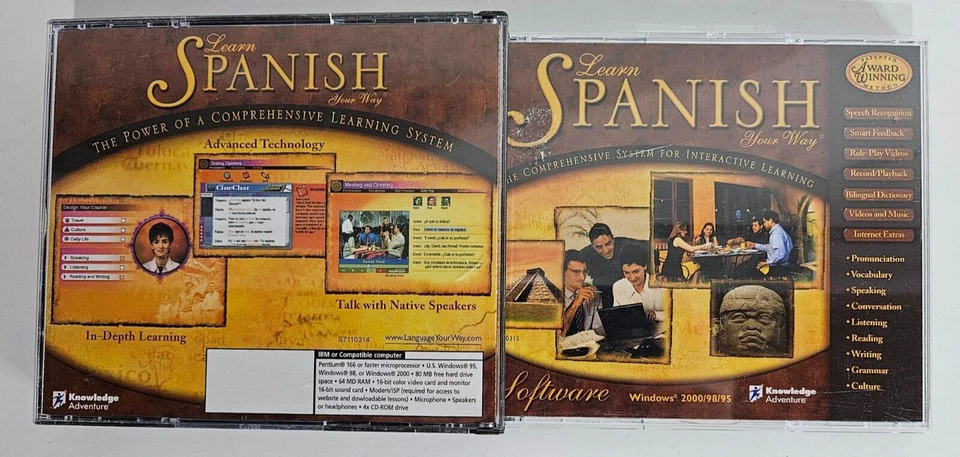 Learn
SPANISH
Your Way
THE POWER OF A COMPREHENSIVE LEARNING SYSTEM
Advanced Technology
Stating Opinions
CineChat
Design Your Course
Travel
Culture
Daily Life
Speaking
Listening
Reading and Writing
Meeting and Greeting
In-Depth Learning
Talk with Native Speakers
S7110314
www.LanguageYourWay.com
IBM or Compatible computer
Pentium® 166 or faster microprocessor • U.S. Windows® 95,
Windows® 98, or Windows® 2000 • 80 MB free hard drive
space • 64 MD RAM • 16-bit color video card and monitor
16-bit sound card • Modem/ISP (required for access to
website and dowloadable lessons) • Microphone • Speakers
or headphones • 4x CD-ROM drive
Knowledge
Adventure®
Learn
SPANISH
Your Way®
THE COMPREHENSIVE SYSTEM FOR INTERACTIVE LEARNING
PATENTED
AWARD
WINNING
METHOD
Speech Recognition
Smart Feedback
Role-Play Videos
Record/Playback
Bilingual Dictionary
Videos and Music
Internet Extras
• Pronunciation
• Vocabulary
• Speaking
• Conversation
• Listening
• Reading
• Writing
• Grammar
• Culture
Software
Windows® 2000/98/95
Knowledge
Adventure®